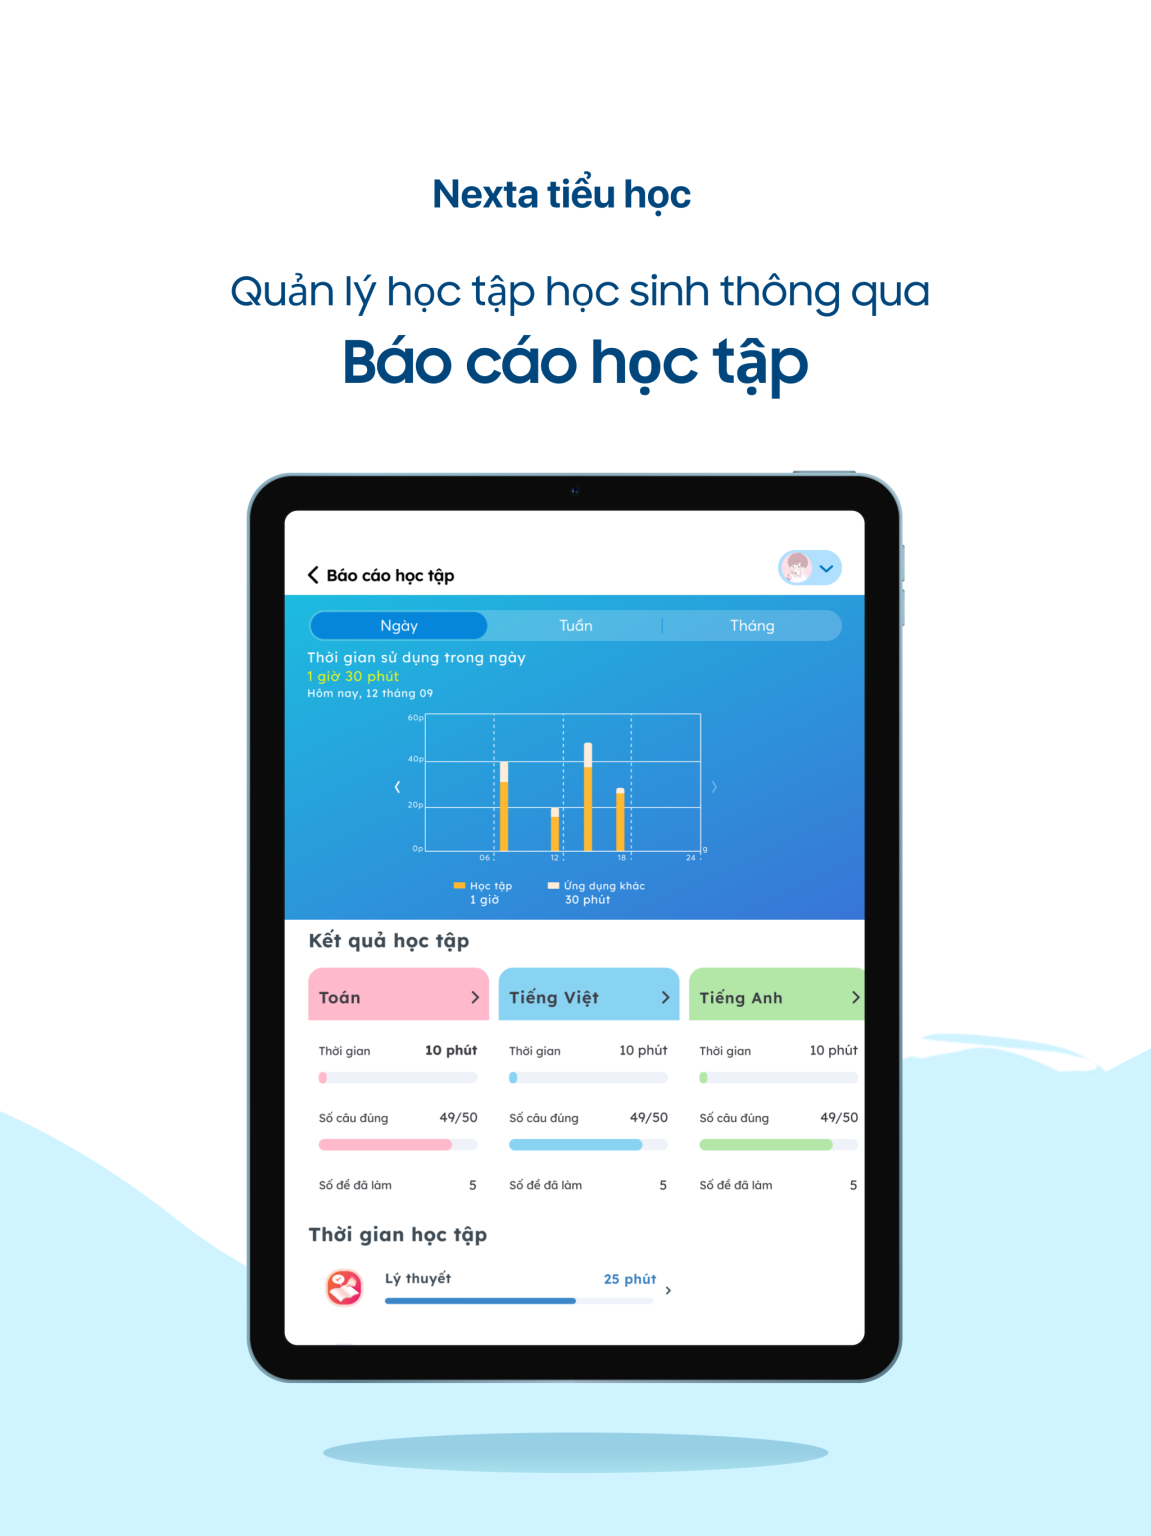 Nexta tiểu học
Quản lý học tập học sinh thông qua
Báo cáo học tập
Báo cáo học tập
Ngày
Tuần
Tháng
Thời gian sử dụng trong ngày
1 giờ 30 phút
Hôm nay, 12 tháng 09
60p
40p
20p
0p
06
12
18
24
g
Học tập
1 giờ
Ứng dụng khác
30 phút
Kết quả học tập
Toán
Tiếng Việt
Tiếng Anh
Thời gian 10 phút
Thời gian 10 phút
Thời gian 10 phút
Số câu đúng 49/50
Số câu đúng 49/50
Số câu đúng 49/50
Số đề đã làm 5
Số đề đã làm 5
Số đề đã làm 5
Thời gian học tập
Lý thuyết 25 phút